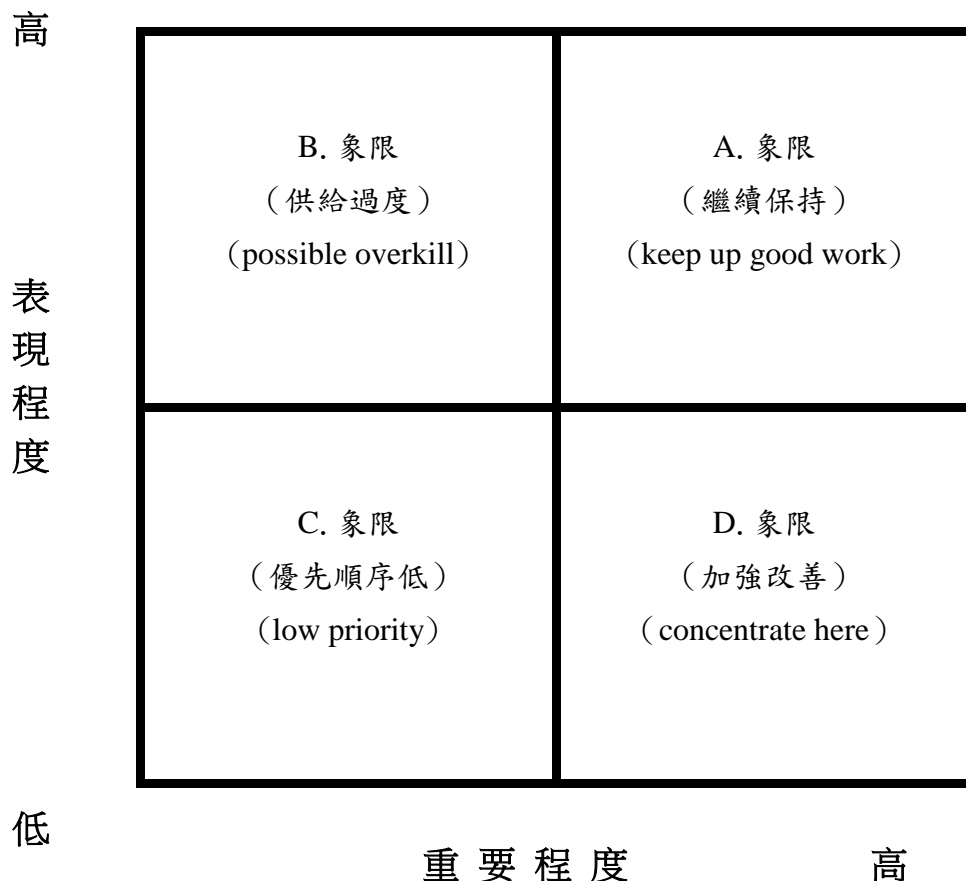 高
B. 象限
（供給過度）
（possible overkill）
A. 象限
（繼續保持）
（keep up good work）
表現程度
C. 象限
（優先順序低）
（low priority）
D. 象限
（加強改善）
（concentrate here）
低
重要程度
高